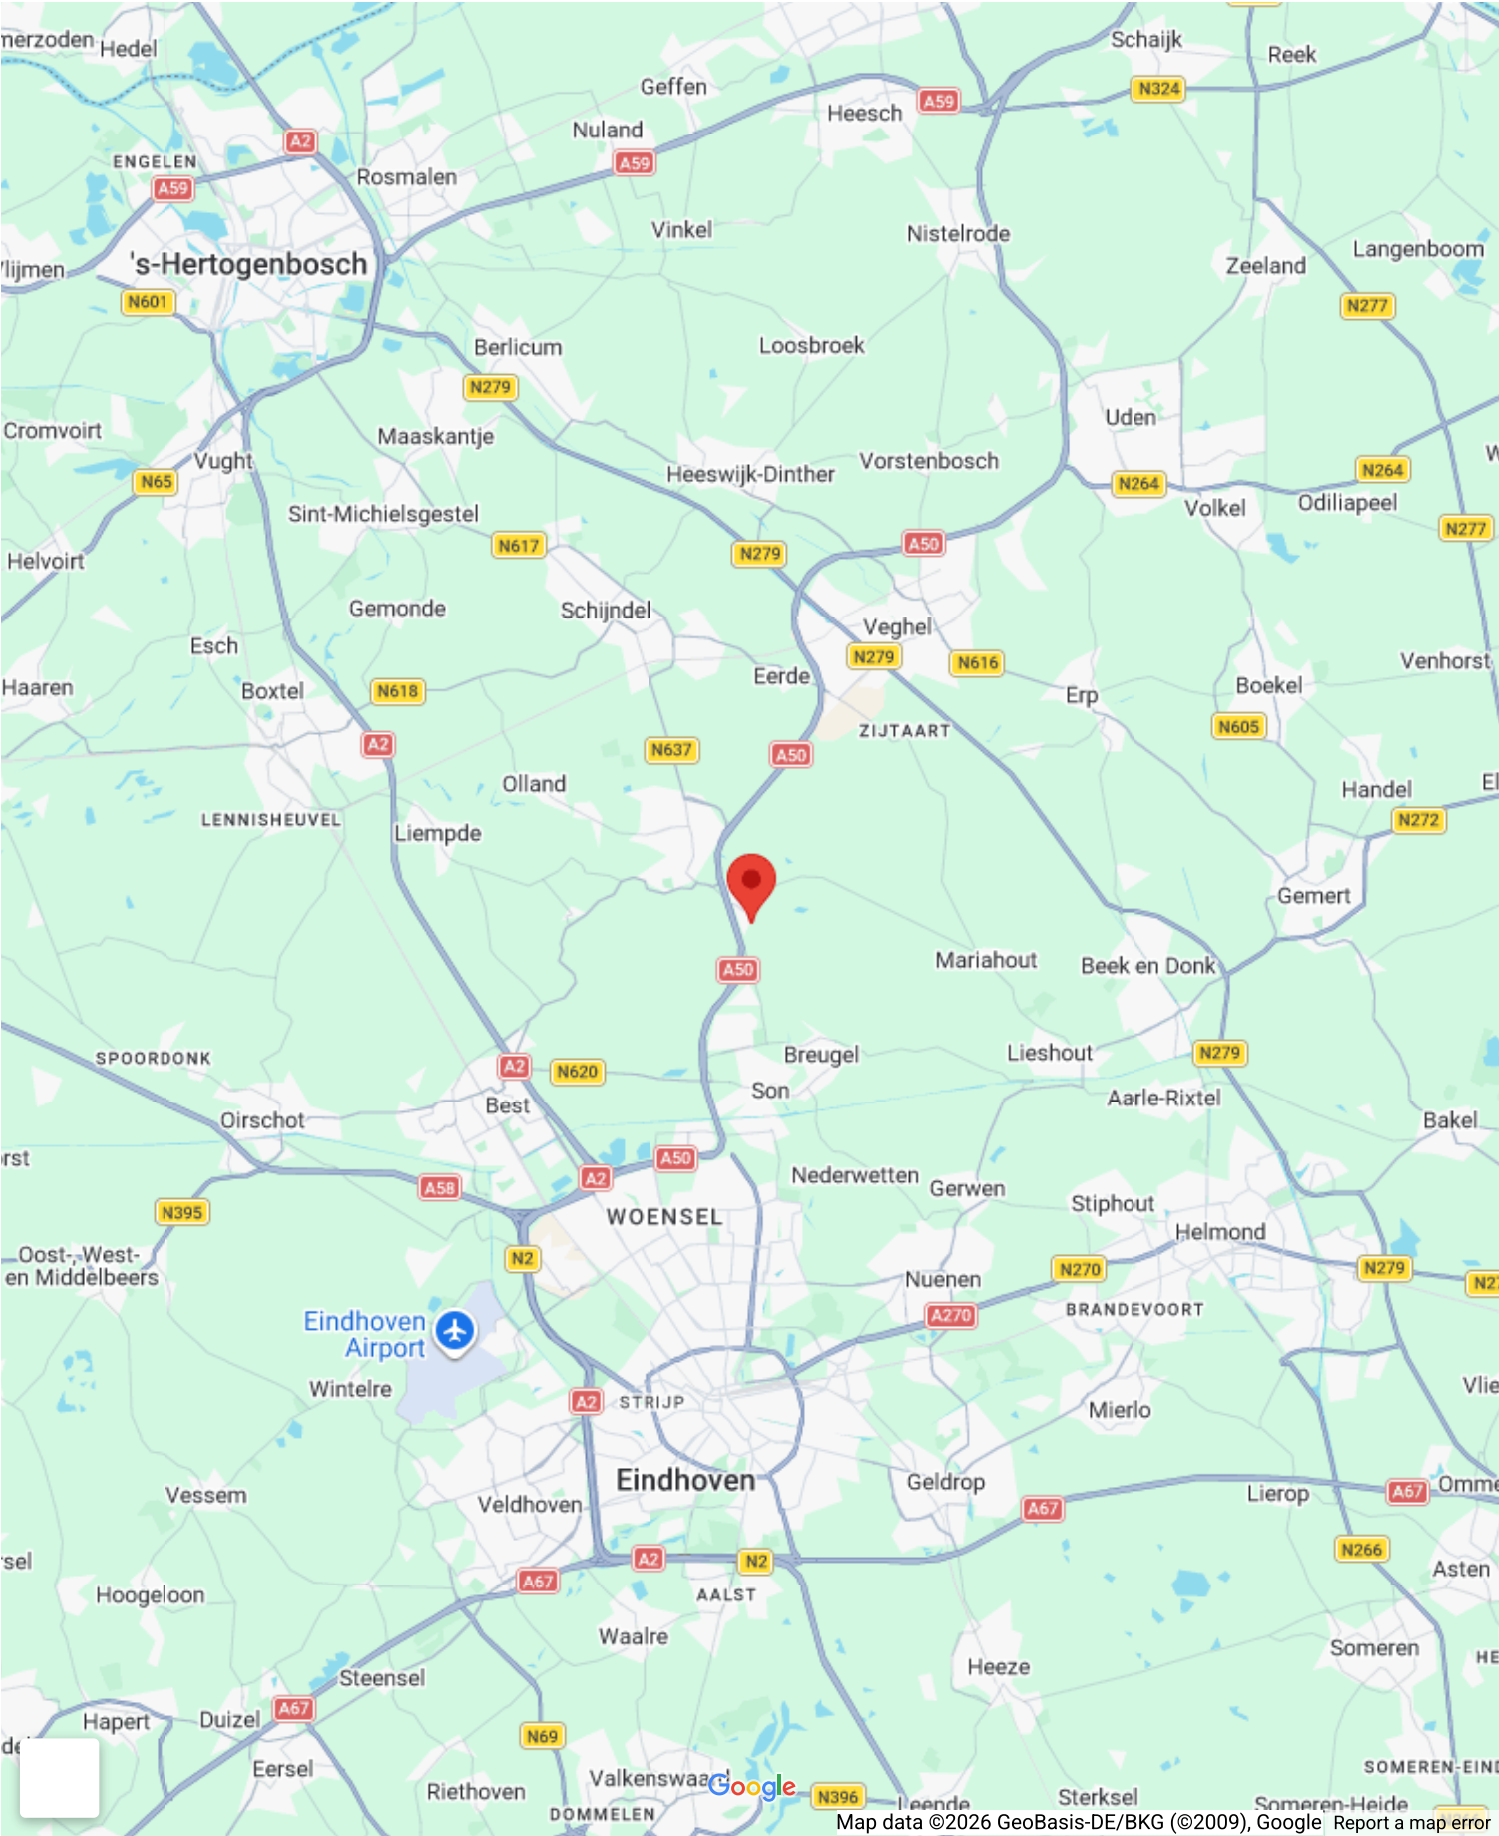 Hedel
Schaijk
Reek
Geffen
N324
A59
Heesch
Nuland
A2
ENGELEN
A59
Rosmalen
A59
Vinkel
Nistelrode
Langenboom
's-Hertogenbosch
Zeeland
N601
N277
Berlicum
Loosbroek
N279
Uden
Cromvoirt
Maaskantje
Vught
Vorstenbosch
Heeswijk-Dinther
N264
N65
N264
Odiliapeel
Volkel
Sint-Michielsgestel
N277
N617
A50
N279
Helvoirt
Gemonde
Schijndel
Veghel
Esch
N279
N616
Venhorst
Eerde
Haaren
Boxtel
N618
Erp
Boekel
N605
ZIJTAART
A2
N637
A50
Olland
Handel
LENNISHEUVEL
N272
Liempde
Gemert
Mariahout
Beek en Donk
A50
SPOORDONK
Breugel
Lieshout
N279
A2
N620
Son
Best
Aarle-Rixtel
Oirschot
Bakel
A50
Nederwetten
A2
A58
Gerwen
Stiphout
N395
WOENSEL
Helmond
Oost-, West-
en Middelbeers
N2
N270
N279
Nuenen
BRANDEVOORT
A270
Eindhoven
Airport
Wintelre
A2
STRIJP
Mierlo
Eindhoven
Geldrop
Vessem
Veldhoven
Lierop
A67
A67
N266
A2
N2
Asten
A67
Hoogeloon
AALST
Waalre
Someren
Heeze
Steensel
A67
Hapert
Duizel
N69
Eersel
SOMEREN-EIND
Valkenswaard
Google
Riethoven
N396
Sterksel
Leende
Someren-Heide
DOMMELEN
Map data ©2026 GeoBasis-DE/BKG (©2009), Google
Report a map error